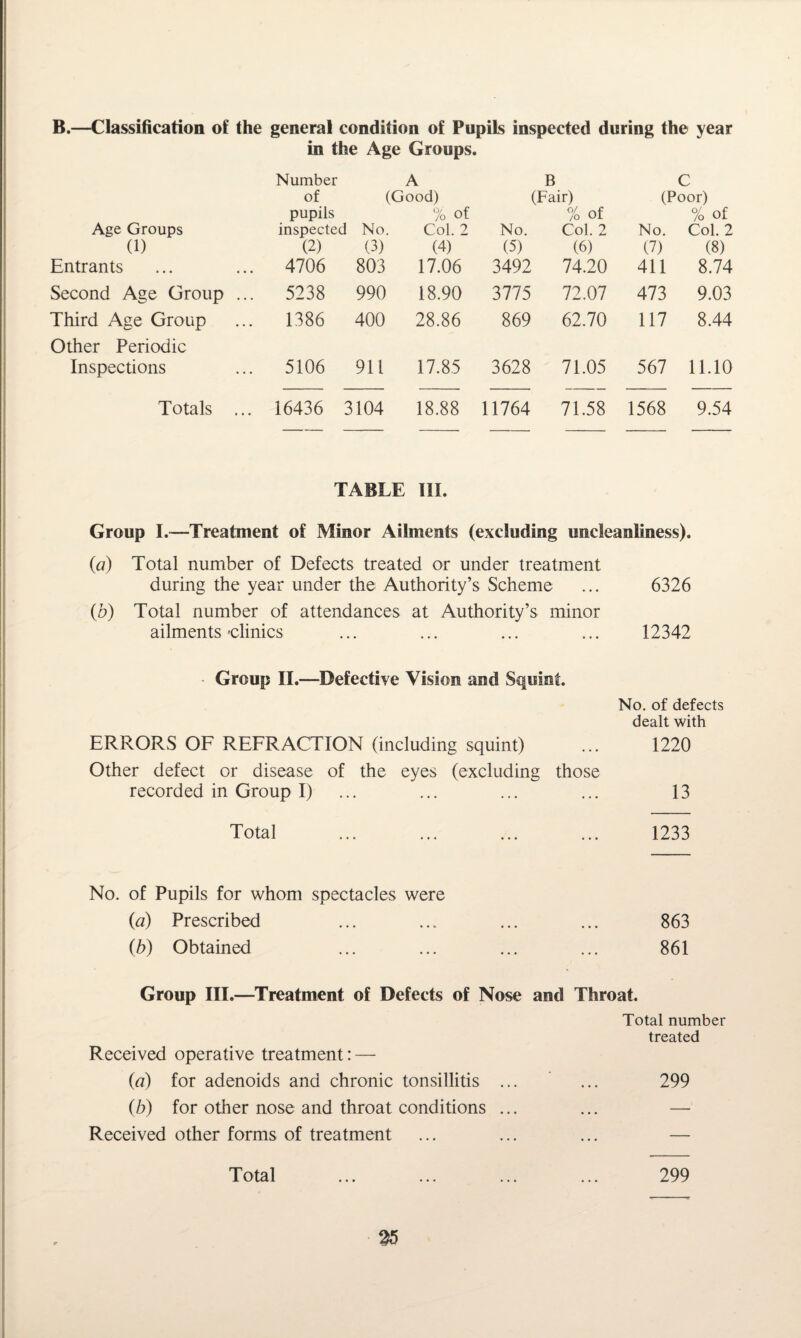 B.—Classification of the general condition of Pupils inspected during the year
in the Age Groups.
Number A B C
of (Good) (Fair) (Poor)
pupils % of % of % of
Age Groups inspected No. Col. 2 No. Col. 2 No. Col. 2
(1) (2) (3) (4) (5) (6) (7) (8)
Entrants ... ... 4706 803 17.06 3492 74.20 411 8.74
Second Age Group ... 5238 990 18.90 3775 72.07 473 9.03
Third Age Group ... 1386 400 28.86 869 62.70 117 8.44
Other Periodic
Inspections ... 5106 911 17.85 3628 71.05 567 11.10
Totals ... 16436 3104 18.88 11764 71.58 1568 9.54
TABLE III.
Group I.—Treatment of Minor Ailments (excluding uncleanliness).
(a) Total number of Defects treated or under treatment
during the year under the Authority's Scheme ... 6326
(b) Total number of attendances at Authority's minor
ailments clinics ... ... ... ... 12342
Group II.—Defective Vision and Squint.
No. of defects
dealt with
ERRORS OF REFRACTION (including squint) ... 1220
Other defect or disease of the eyes (excluding those
recorded in Group I) ... ... ... ... 13
Total ... ... ... ... 1233
No. of Pupils for whom spectacles were
(a) Prescribed ... ... ... ... 863
(b) Obtained ... ... ... ... 861
Group III.—Treatment of Defects of Nose and Throat.
Total number
treated
Received operative treatment:—
(a) for adenoids and chronic tonsillitis ... ... 299
(b) for other nose and throat conditions ... ... —
Received other forms of treatment ... ... ... —
Total ... ... ... ... 299
25